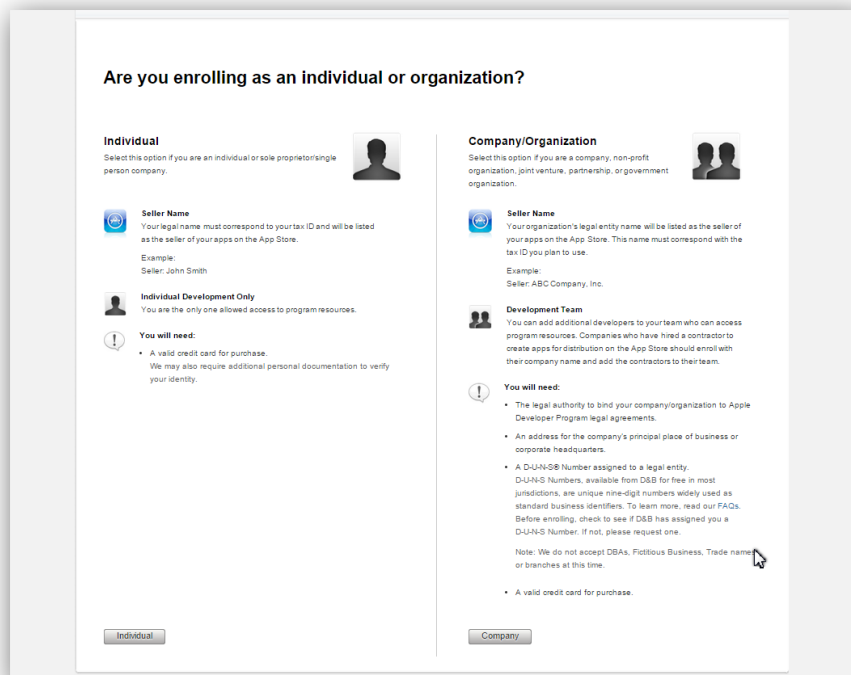 Are you enrolling as an individual or organization?
Individual
Select this option if you are an individual or sole proprietor/single
person company.
Seller Name
Your legal name must correspond to your tax ID and will be listed
as the seller of your apps on the App Store.
Example:
Seller: John Smith
Individual Development Only
You are the only one allowed access to program resources.
You will need:
• A valid credit card for purchase.
We may also require additional personal documentation to verify
your identity.
Individual
Company/Organization
Select this option if you are a company, non-profit
organization, joint venture, partnership, or government
organization.
Seller Name
Your organization's legal entity name will be listed as the seller of
your apps on the App Store. This name must correspond with the
tax ID you plan to use.
Example:
Seller: ABC Company, Inc.
Development Team
You can add additional developers to your team who can access
program resources. Companies who have hired a contractor to
create apps for distribution on the App Store should enroll with
their company name and add the contractors to their team.
You will need:
• The legal authority to bind your company/organization to Apple
Developer Program legal agreements.
• An address for the company's principal place of business or
corporate headquarters.
• A D-U-N-S® Number assigned to a legal entity.
D-U-N-S Numbers, available from D&B for free in most
jurisdictions, are unique nine-digit numbers widely used as
standard business identifiers. To learn more, read our FAQs.
Before enrolling, check to see if D&B has assigned you a
D-U-N-S Number. If not, please request one.
Note: We do not accept DBAs, Fictitious Business, Trade names
or branches at this time.
• A valid credit card for purchase.
Company